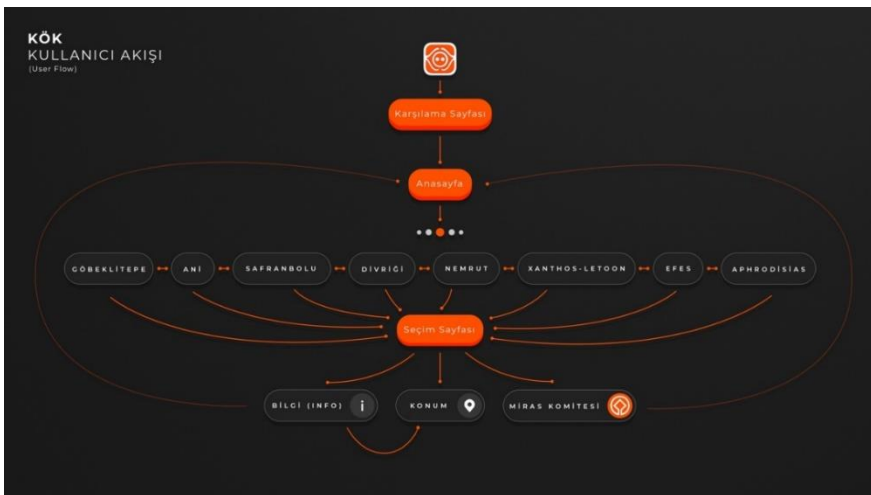 KÖK
KULLANICI AKIŞI
(User Flow)
Karşılama Sayfası
Anasayfa
GÖBEKLİTEPE
ANİ
SAFRANBOLU
DİVRİĞİ
NEMRUT
XANTHOS-LETOON
EFES
APHRODİSİAS
Seçim Sayfası
BİLGİ (INFO) i
KONUM
MİRAS KOMİTESİ